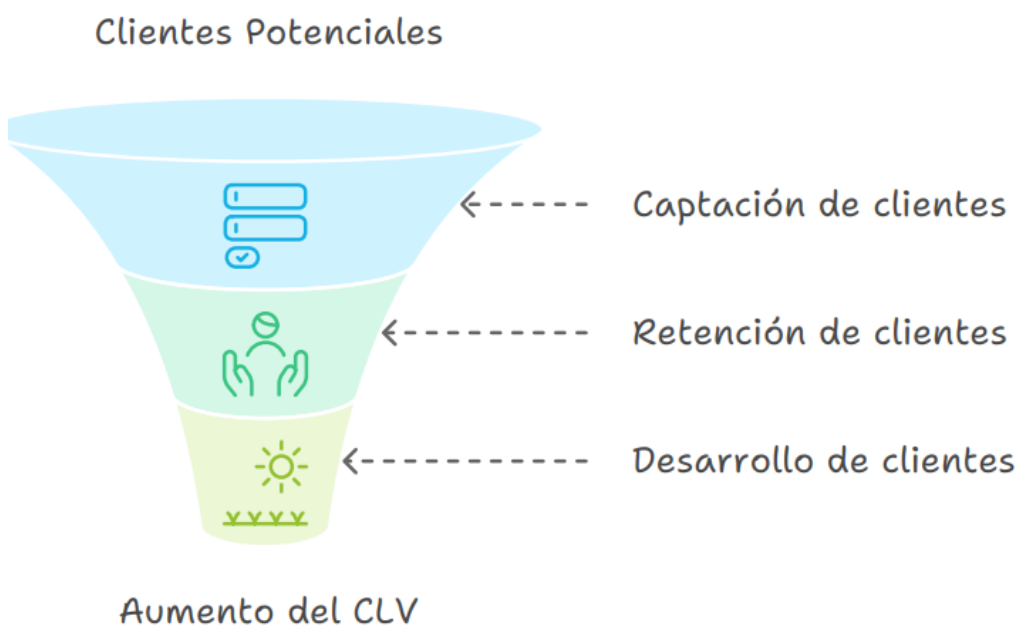 Clientes Potenciales
Captación de clientes
Retención de clientes
Desarrollo de clientes
Aumento del CLV